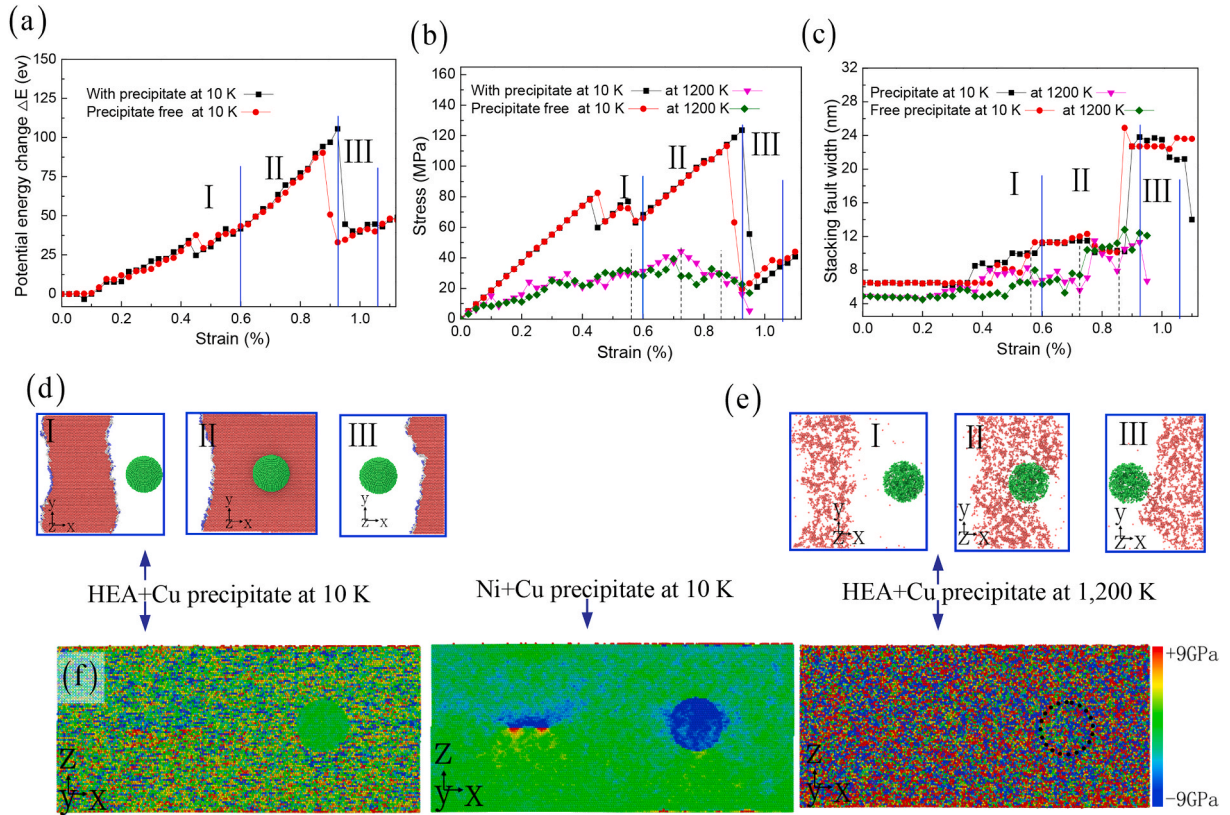 (a)
Potential energy change △E (ev)
150
125
100
75
50
25
0
With precipitate at 10 K
Precipitate free at 10 K
I
II
III
0.0 0.2 0.4 0.6 0.8 1.0
Strain (%)
(b)
Stress (MPa)
160
140
120
100
80
60
40
20
0
With precipitate at 10 K at 1200 K
Precipitate free at 10 K at 1200 K
I
II
III
0.0 0.2 0.4 0.6 0.8 1.0
Strain (%)
(c)
Stacking fault width (nm)
32
28
24
20
16
12
8
4
Precipitate at 10 K at 1200 K
Free precipitate at 10 K at 1200 K
I
II
III
0.0 0.2 0.4 0.6 0.8 1.0
Strain (%)
(d)
I
y
Z X
II
y
Z X
III
y
Z X
(e)
I
y
Z X
II
y
Z X
III
y
Z X
HEA+Cu precipitate at 10 K
Ni+Cu precipitate at 10 K
HEA+Cu precipitate at 1,200 K
(f)
Z
y X
Z
y X
Z
y X
+9GPa
-9GPa